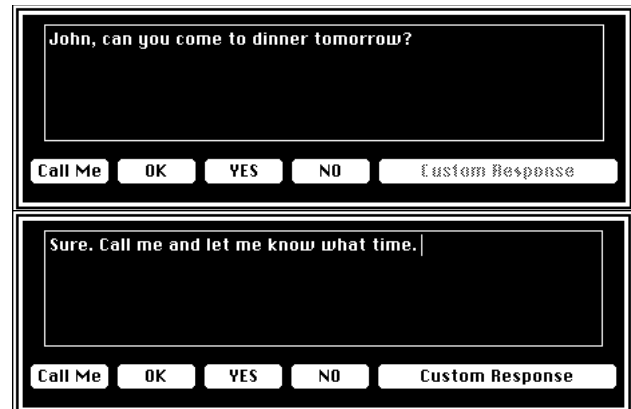 John, can you come to dinner tomorrow?
Call Me OK YES NO Custom Response
Sure. Call me and let me know what time.
Call Me OK YES NO Custom Response